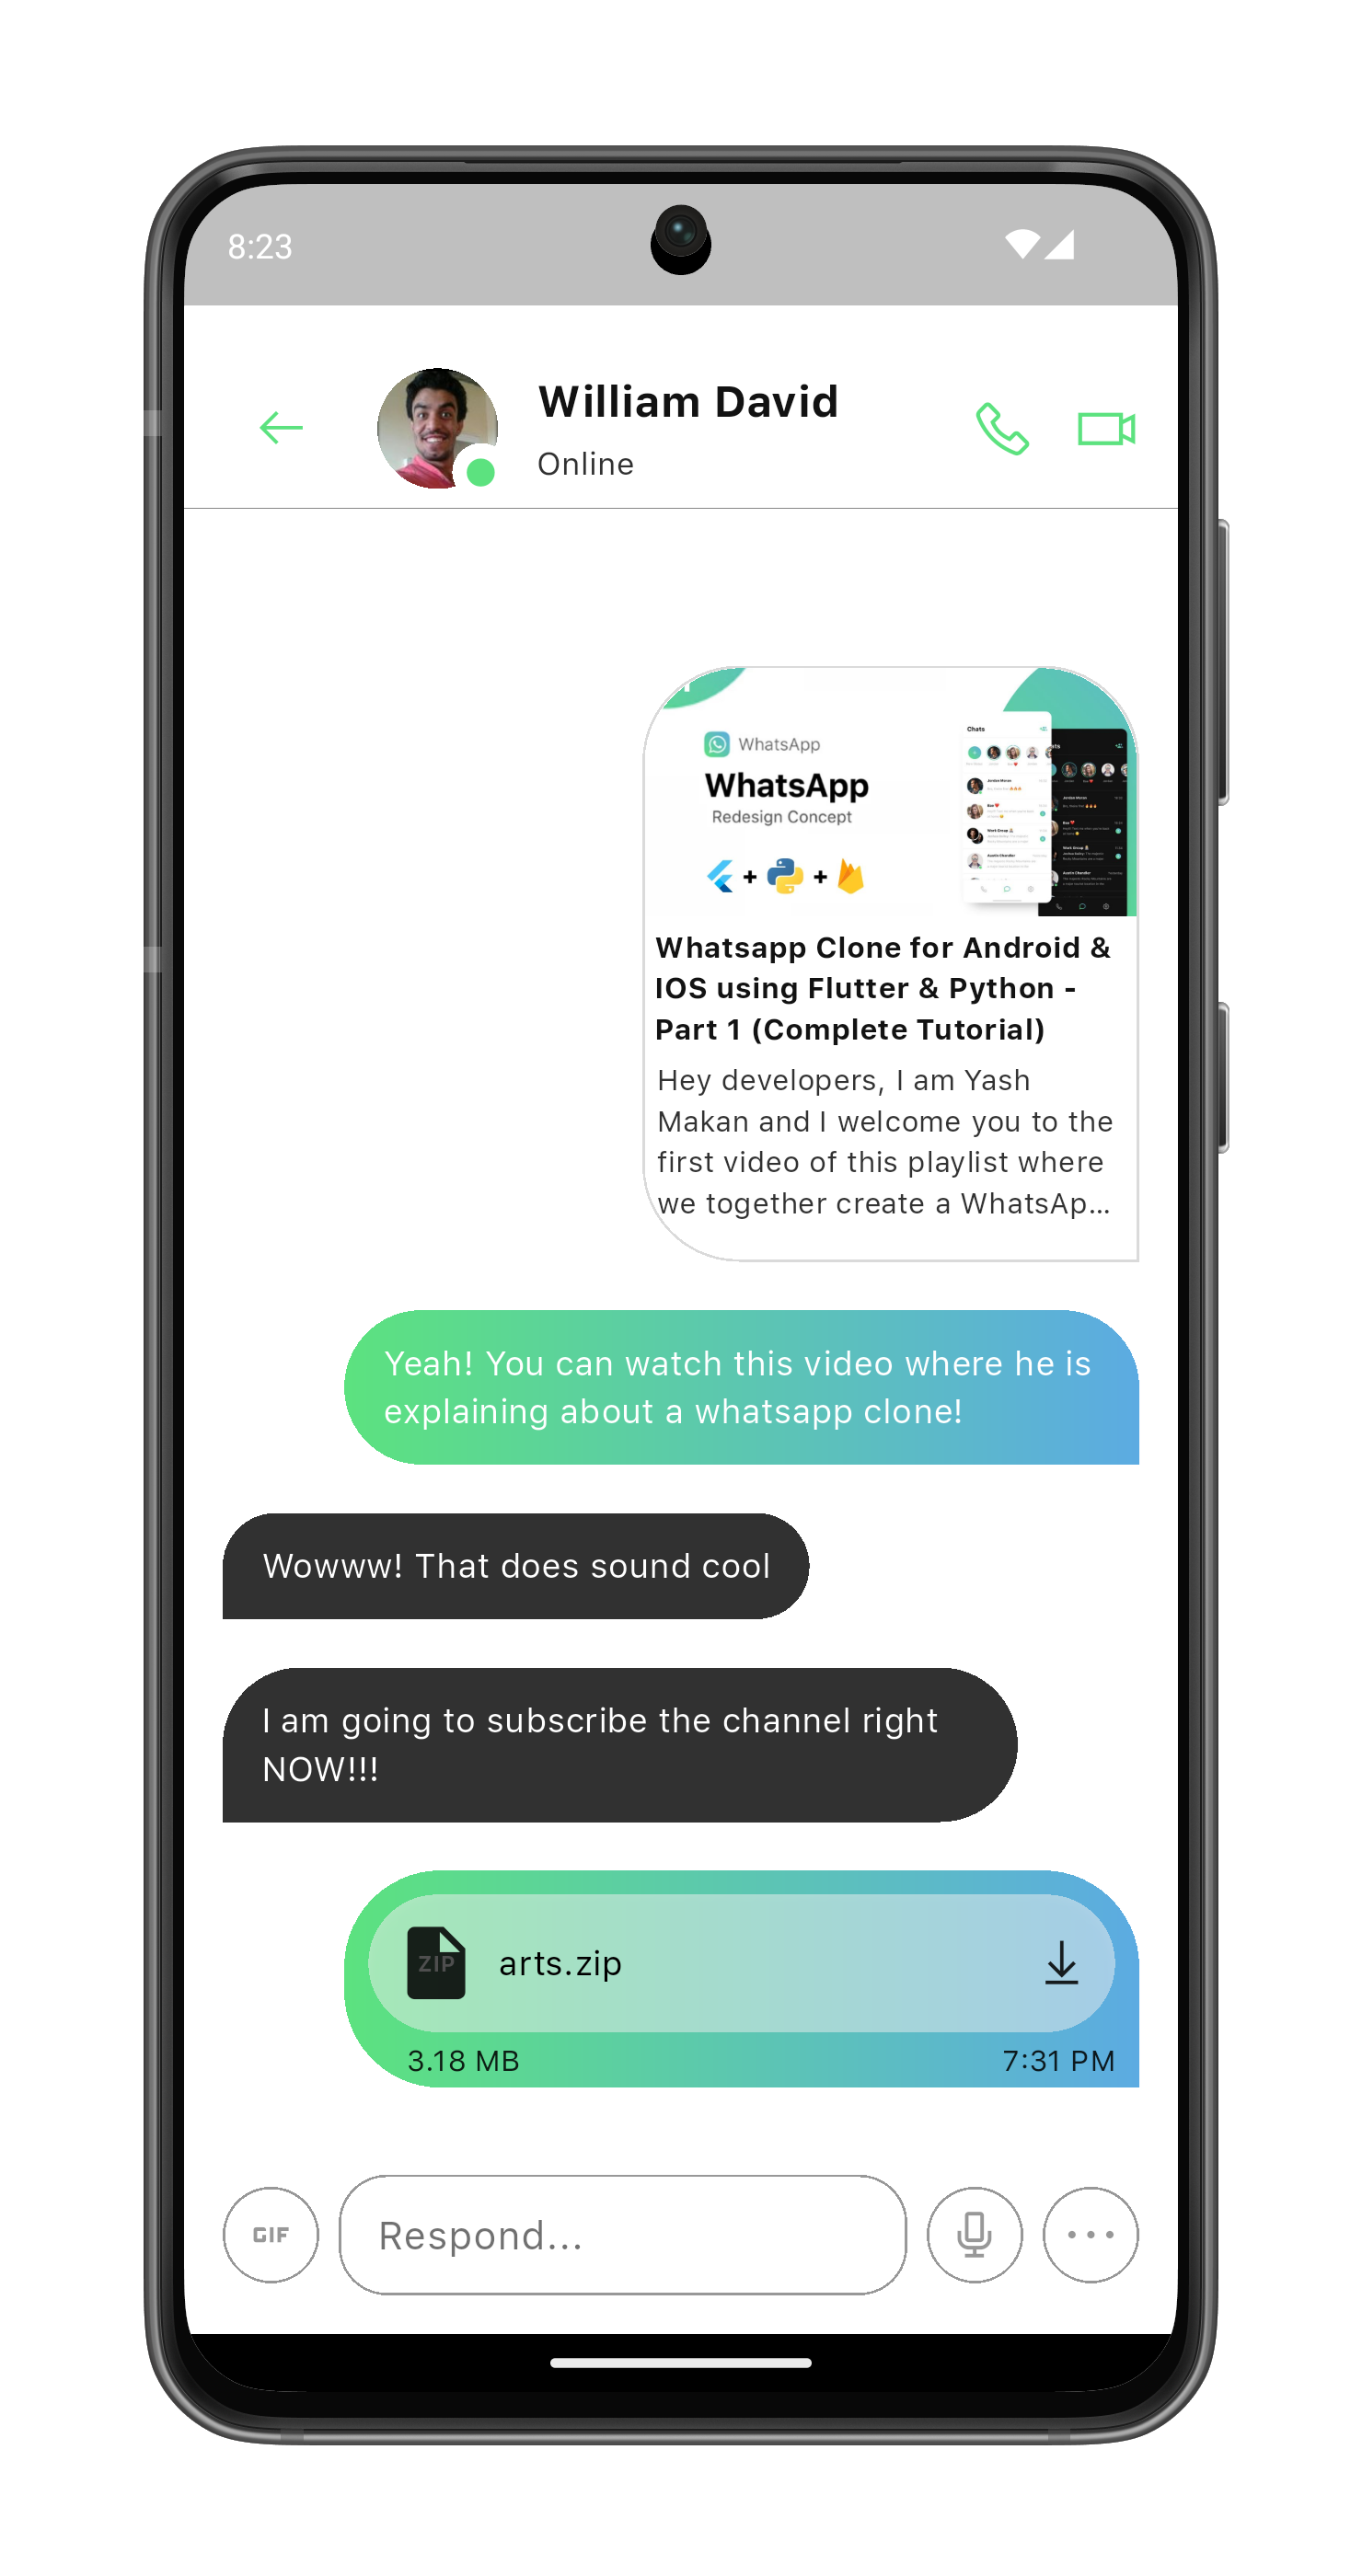 8:23
William David
Online
WhatsApp
WhatsApp
Redesign Concept
+ +
Chats
Whatsapp Clone for Android &
IOS using Flutter & Python -
Part 1 (Complete Tutorial)
Hey developers, I am Yash
Makan and I welcome you to the
first video of this playlist where
we together create a WhatsAp...
Yeah! You can watch this video where he is
explaining about a whatsapp clone!
Wowww! That does sound cool
I am going to subscribe the channel right
NOW!!!
ZIP
arts.zip
3.18 MB
7:31 PM
GIF
Respond...